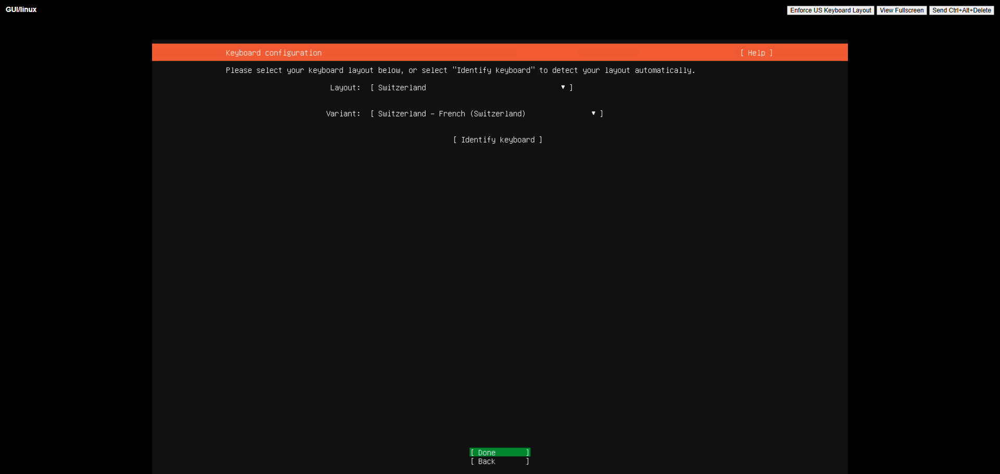 GUI/linux
Enforce US Keyboard Layout View Fullscreen Send Ctrl+Alt+Delete
Keyboard configuration [ Help ]
Please select your keyboard layout below, or select "Identify keyboard" to detect your layout automatically.
Layout: [ Switzerland ▾ ]
Variant: [ Switzerland – French (Switzerland) ▾ ]
[ Identify keyboard ]
[ Done ]
[ Back ]